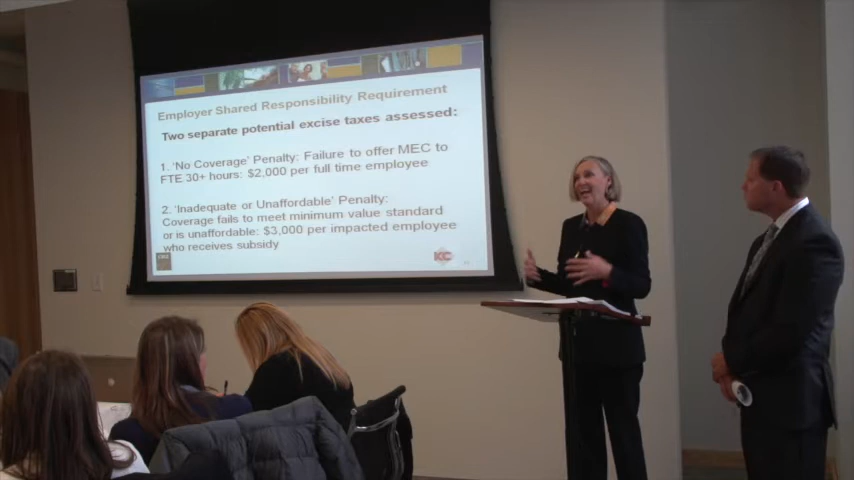 Employer Shared Responsibility Requirement
Two separate potential excise taxes assessed:
1. 'No Coverage' Penalty: Failure to offer MEC to
FTE 30+ hours: $2,000 per full time employee
2. 'Inadequate or Unaffordable' Penalty:
Coverage fails to meet minimum value standard
or is unaffordable: $3,000 per impacted employee
who receives subsidy
KC